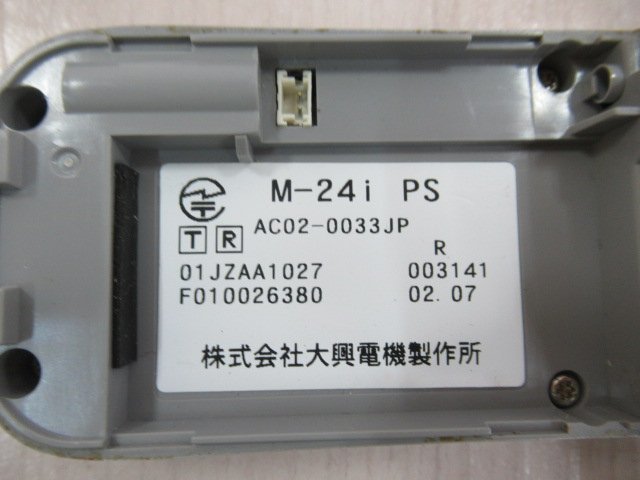 M-24i PS
T R AC02-0033JP
R
01JZAA1027 003141
F010026380 02.07
株式会社大興電機製作所